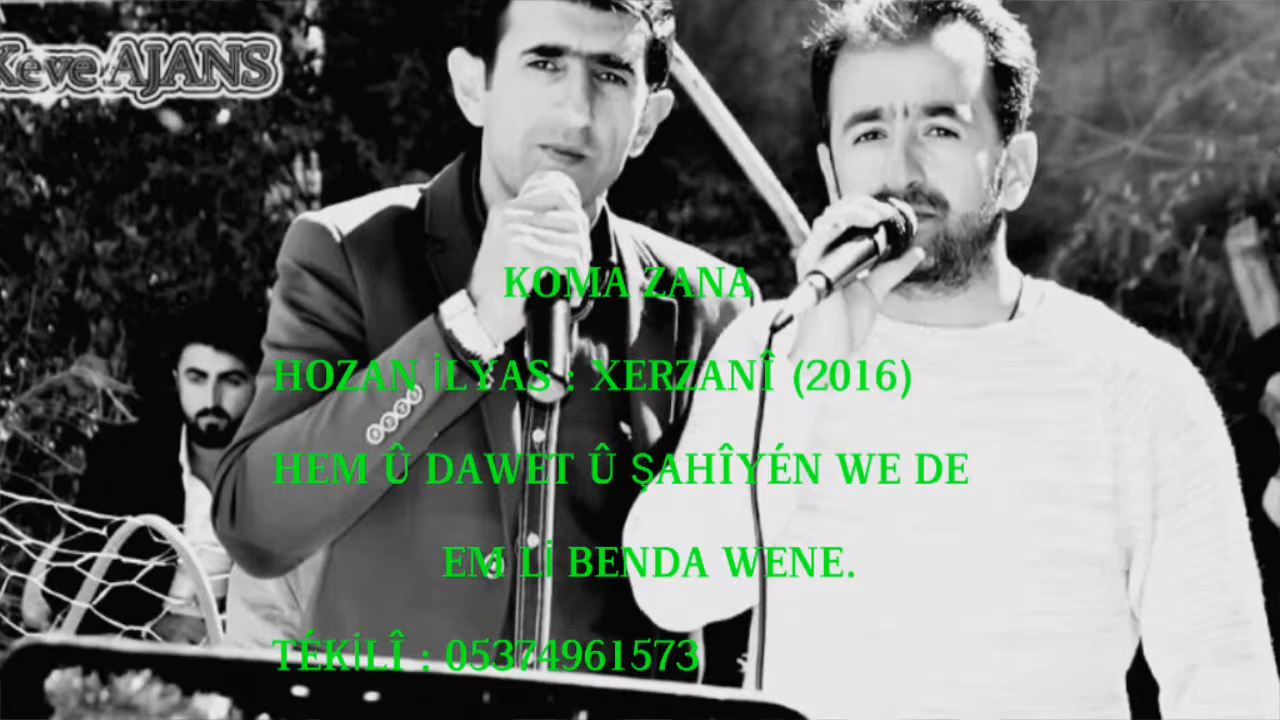 Keve AJANS
KOMA ZANA
HOZAN İLYAS : XERZANÎ (2016)
HEM Û DAWET Û ŞAHÎYÉN WE DE
EM Lİ BENDA WENE.
TÉKİLÎ : 05374961573